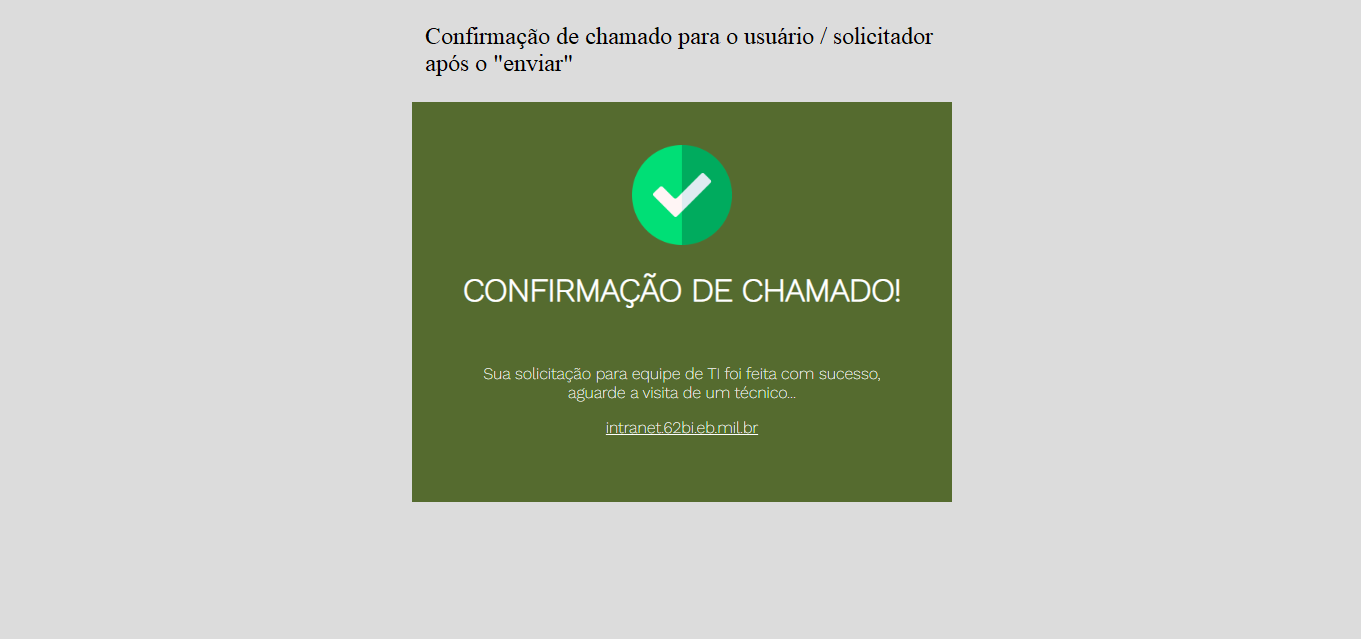 Confirmação de chamado para o usuário / solicitador
após o "enviar"
CONFIRMAÇÃO DE CHAMADO!
Sua solicitação para equipe de TI foi feita com sucesso,
aguarde a visita de um técnico...
intranet.62bi.eb.mil.br